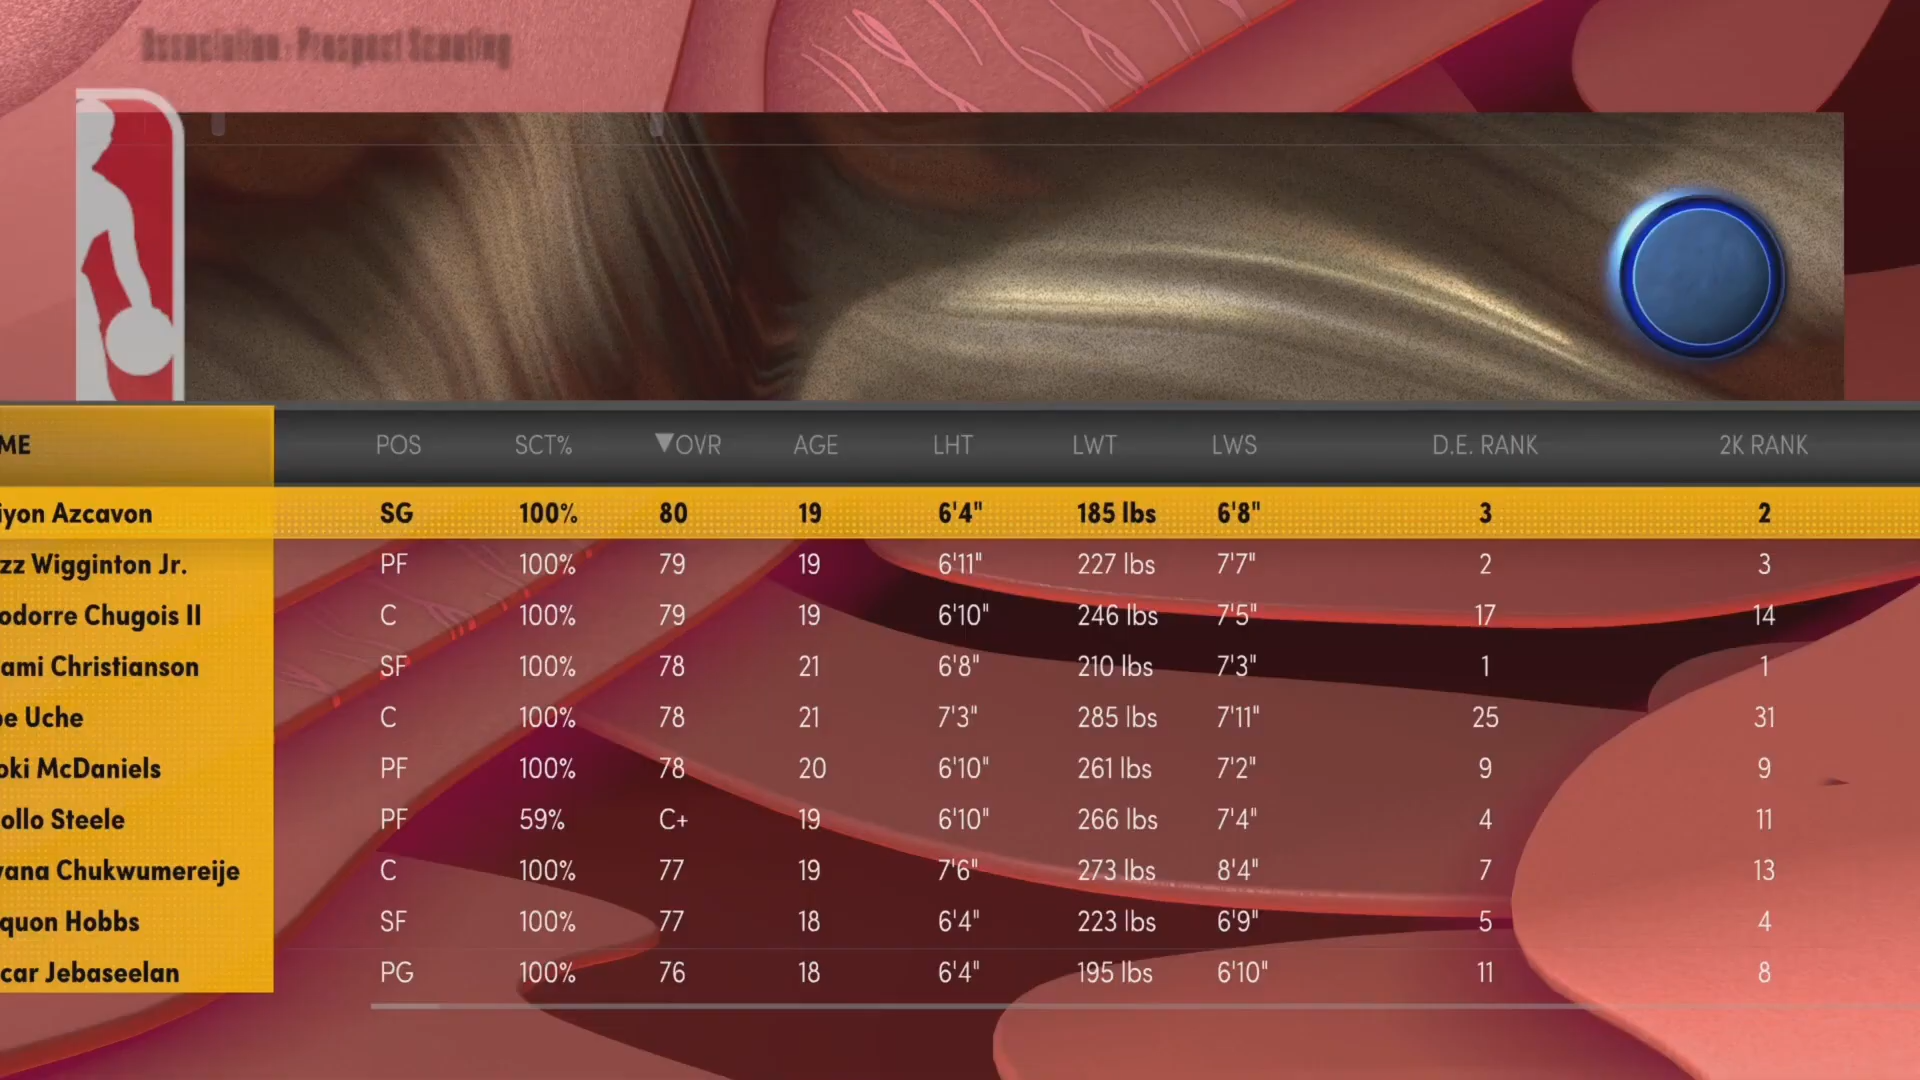 Association : Prospect Scouting
ME POS SCT% ▼OVR AGE LHT LWT LWS D.E. RANK 2K RANK
iyon Azcavon SG 100% 80 19 6'4" 185 lbs 6'8" 3 2
zz Wigginton Jr. PF 100% 79 19 6'11" 227 lbs 7'7" 2 3
odorre Chugois II C 100% 79 19 6'10" 246 lbs 7'5" 17 14
ami Christianson SF 100% 78 21 6'8" 210 lbs 7'3" 1 1
be Uche C 100% 78 21 7'3" 285 lbs 7'11" 25 31
oki McDaniels PF 100% 78 20 6'10" 261 lbs 7'2" 9 9
ollo Steele PF 59% C+ 19 6'10" 266 lbs 7'4" 4 11
vana Chukwumereije C 100% 77 19 7'6" 273 lbs 8'4" 7 13
quon Hobbs SF 100% 77 18 6'4" 223 lbs 6'9" 5 4
car Jebaseelan PG 100% 76 18 6'4" 195 lbs 6'10" 11 8